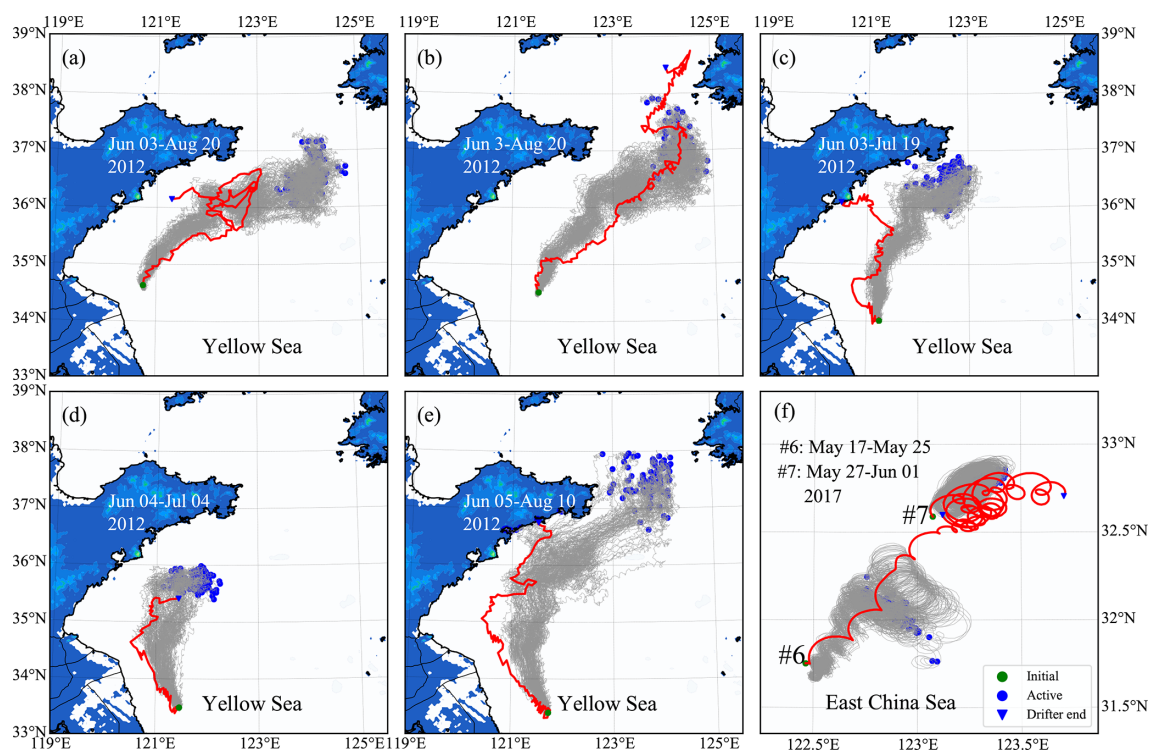 119°E 121°E 123°E 125°E 119°E 121°E 123°E 125°E
39°N (a) (b) (c) 39°N
38°N 38°N
37°N Jun 03-Aug 20 Jun 3-Aug 20 Jun 03-Jul 19 37°N
2012 2012 2012
36°N 36°N
35°N 35°N
34°N 34°N
Yellow Sea Yellow Sea Yellow Sea
33°N 33°N
39°N (d) (e) (f)
38°N #6: May 17-May 25 33°N
#7: May 27-Jun 01
37°N Jun 04-Jul 04 Jun 05-Aug 10 2017
2012 2012 #7 32.5°N
36°N
35°N 32°N
34°N #6
Initial
Yellow Sea Yellow Sea East China Sea Active 31.5°N
33°N Drifter end
119°E 121°E 123°E 125°E 119°E 121°E 123°E 125°E 122.5°E 123°E 123.5°E